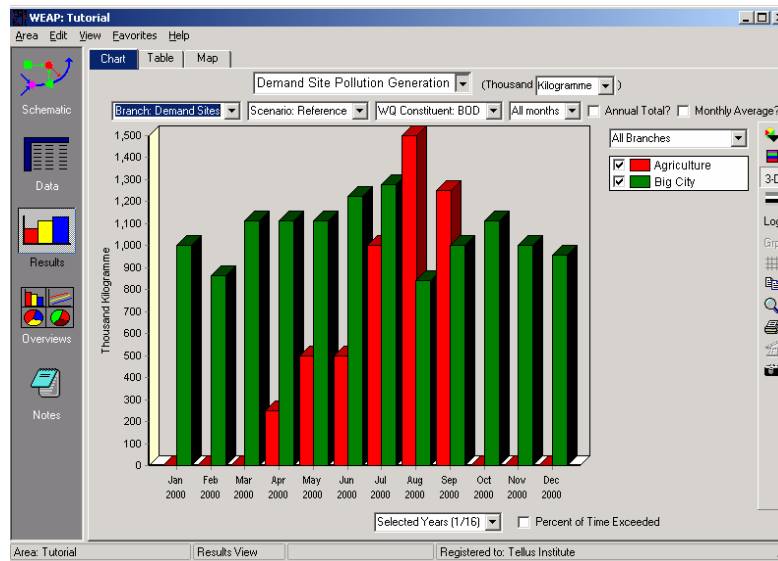 WEAP: Tutorial
Area Edit View Favorites Help
Chart Table Map
Demand Site Pollution Generation (Thousand Kilogramme )
Branch: Demand Sites Scenario: Reference WQ Constituent: BOD All months Annual Total? Monthly Average?
Schematic
Data
Results
Overviews
Notes
All Branches
Agriculture
Big City
3-D
Log
Grp
Thousand Kilogramme
1,500
1,400
1,300
1,200
1,100
1,000
900
800
700
600
500
400
300
200
100
0
Jan Feb Mar Apr May Jun Jul Aug Sep Oct Nov Dec
2000 2000 2000 2000 2000 2000 2000 2000 2000 2000 2000 2000
Selected Years (1/16) Percent of Time Exceeded
Area: Tutorial Results View Registered to: Tellus Institute